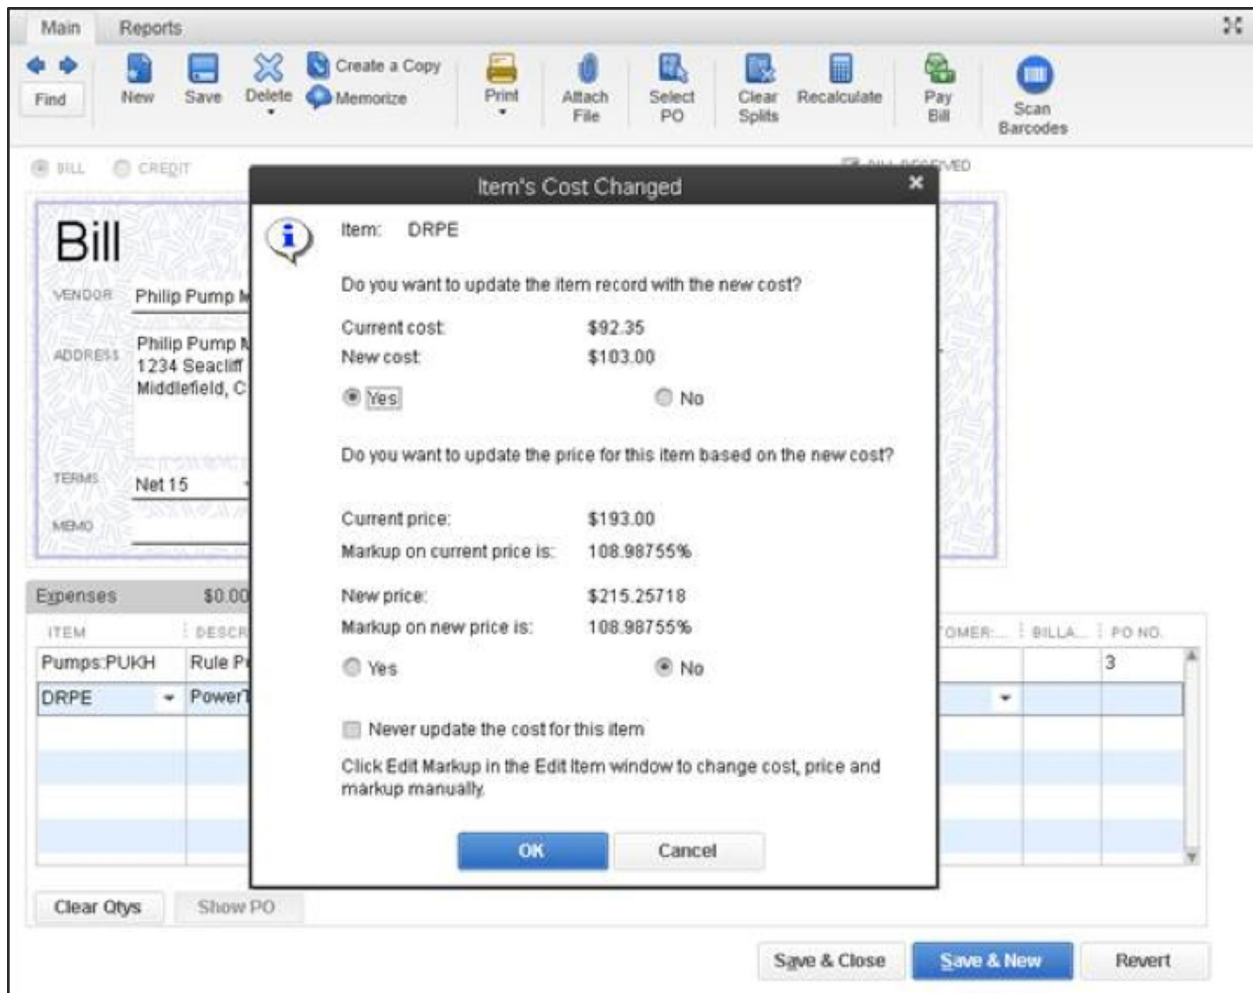 Main Reports
Create a Copy
Memorize
Find New Save Delete Print Attach File Select PO Clear Splits Recalculate Pay Bill Scan Barcodes
BILL CREDIT
Item's Cost Changed
Bill
VENDOR Philip Pump
ADDRESS Philip Pump
1234 Seacliff
Middlefield, C
TERMS Net 15
MEMO
Item: DRPE
Do you want to update the item record with the new cost?
Current cost: $92.35
New cost: $103.00
Yes No
Do you want to update the price for this item based on the new cost?
Current price: $193.00
Markup on current price is: 108.98755%
New price: $215.25718
Markup on new price is: 108.98755%
Yes No
Never update the cost for this item
Click Edit Markup in the Edit Item window to change cost, price and
markup manually.
OK Cancel
Expenses $0.00
ITEM DESCR OMER:... BILLA... PO NO.
Pumps:PUKH Rule P 3
DRPE Power
Clear Qtys Show PO
Save & Close Save & New Revert